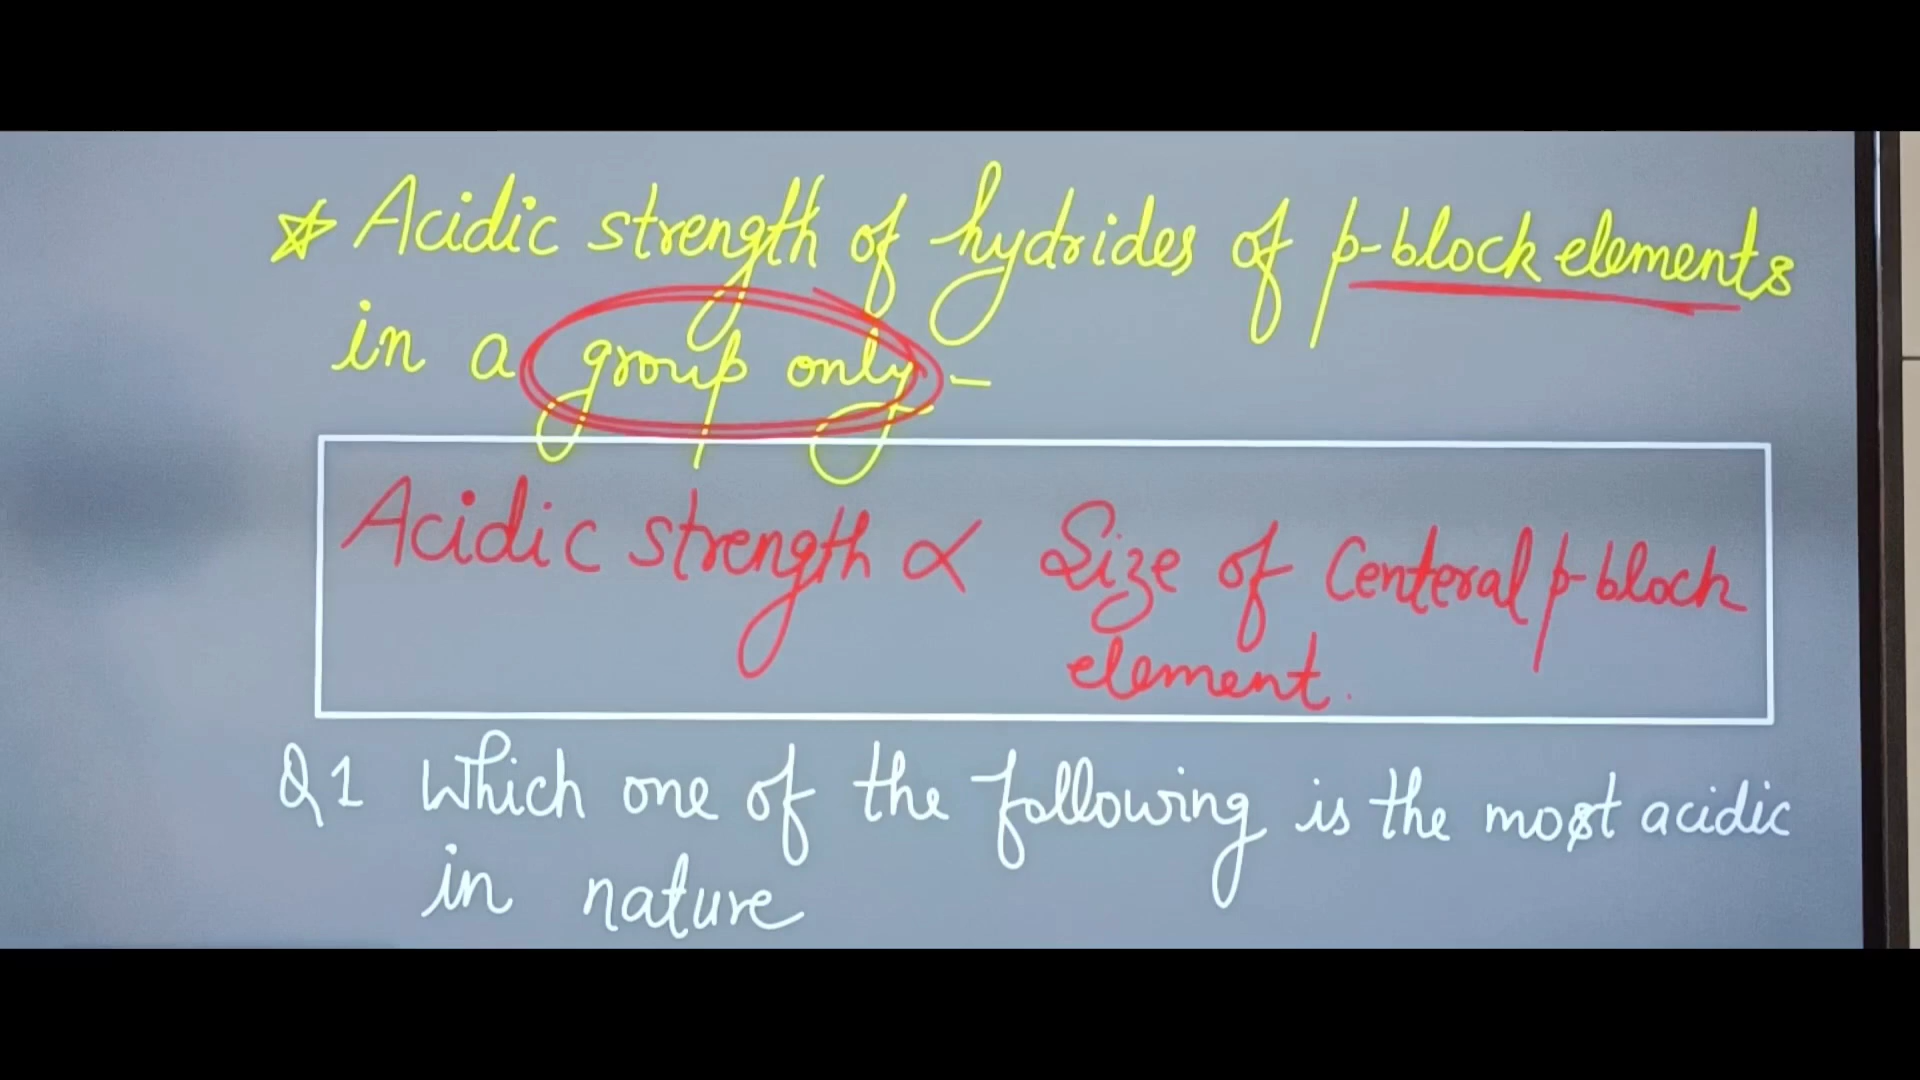 ☆ Acidic strength of hydrides of p-block elements
in a group only –
Acidic strength ∝ Size of Centeral p-block
element.
Q1 Which one of the following is the most acidic
in nature